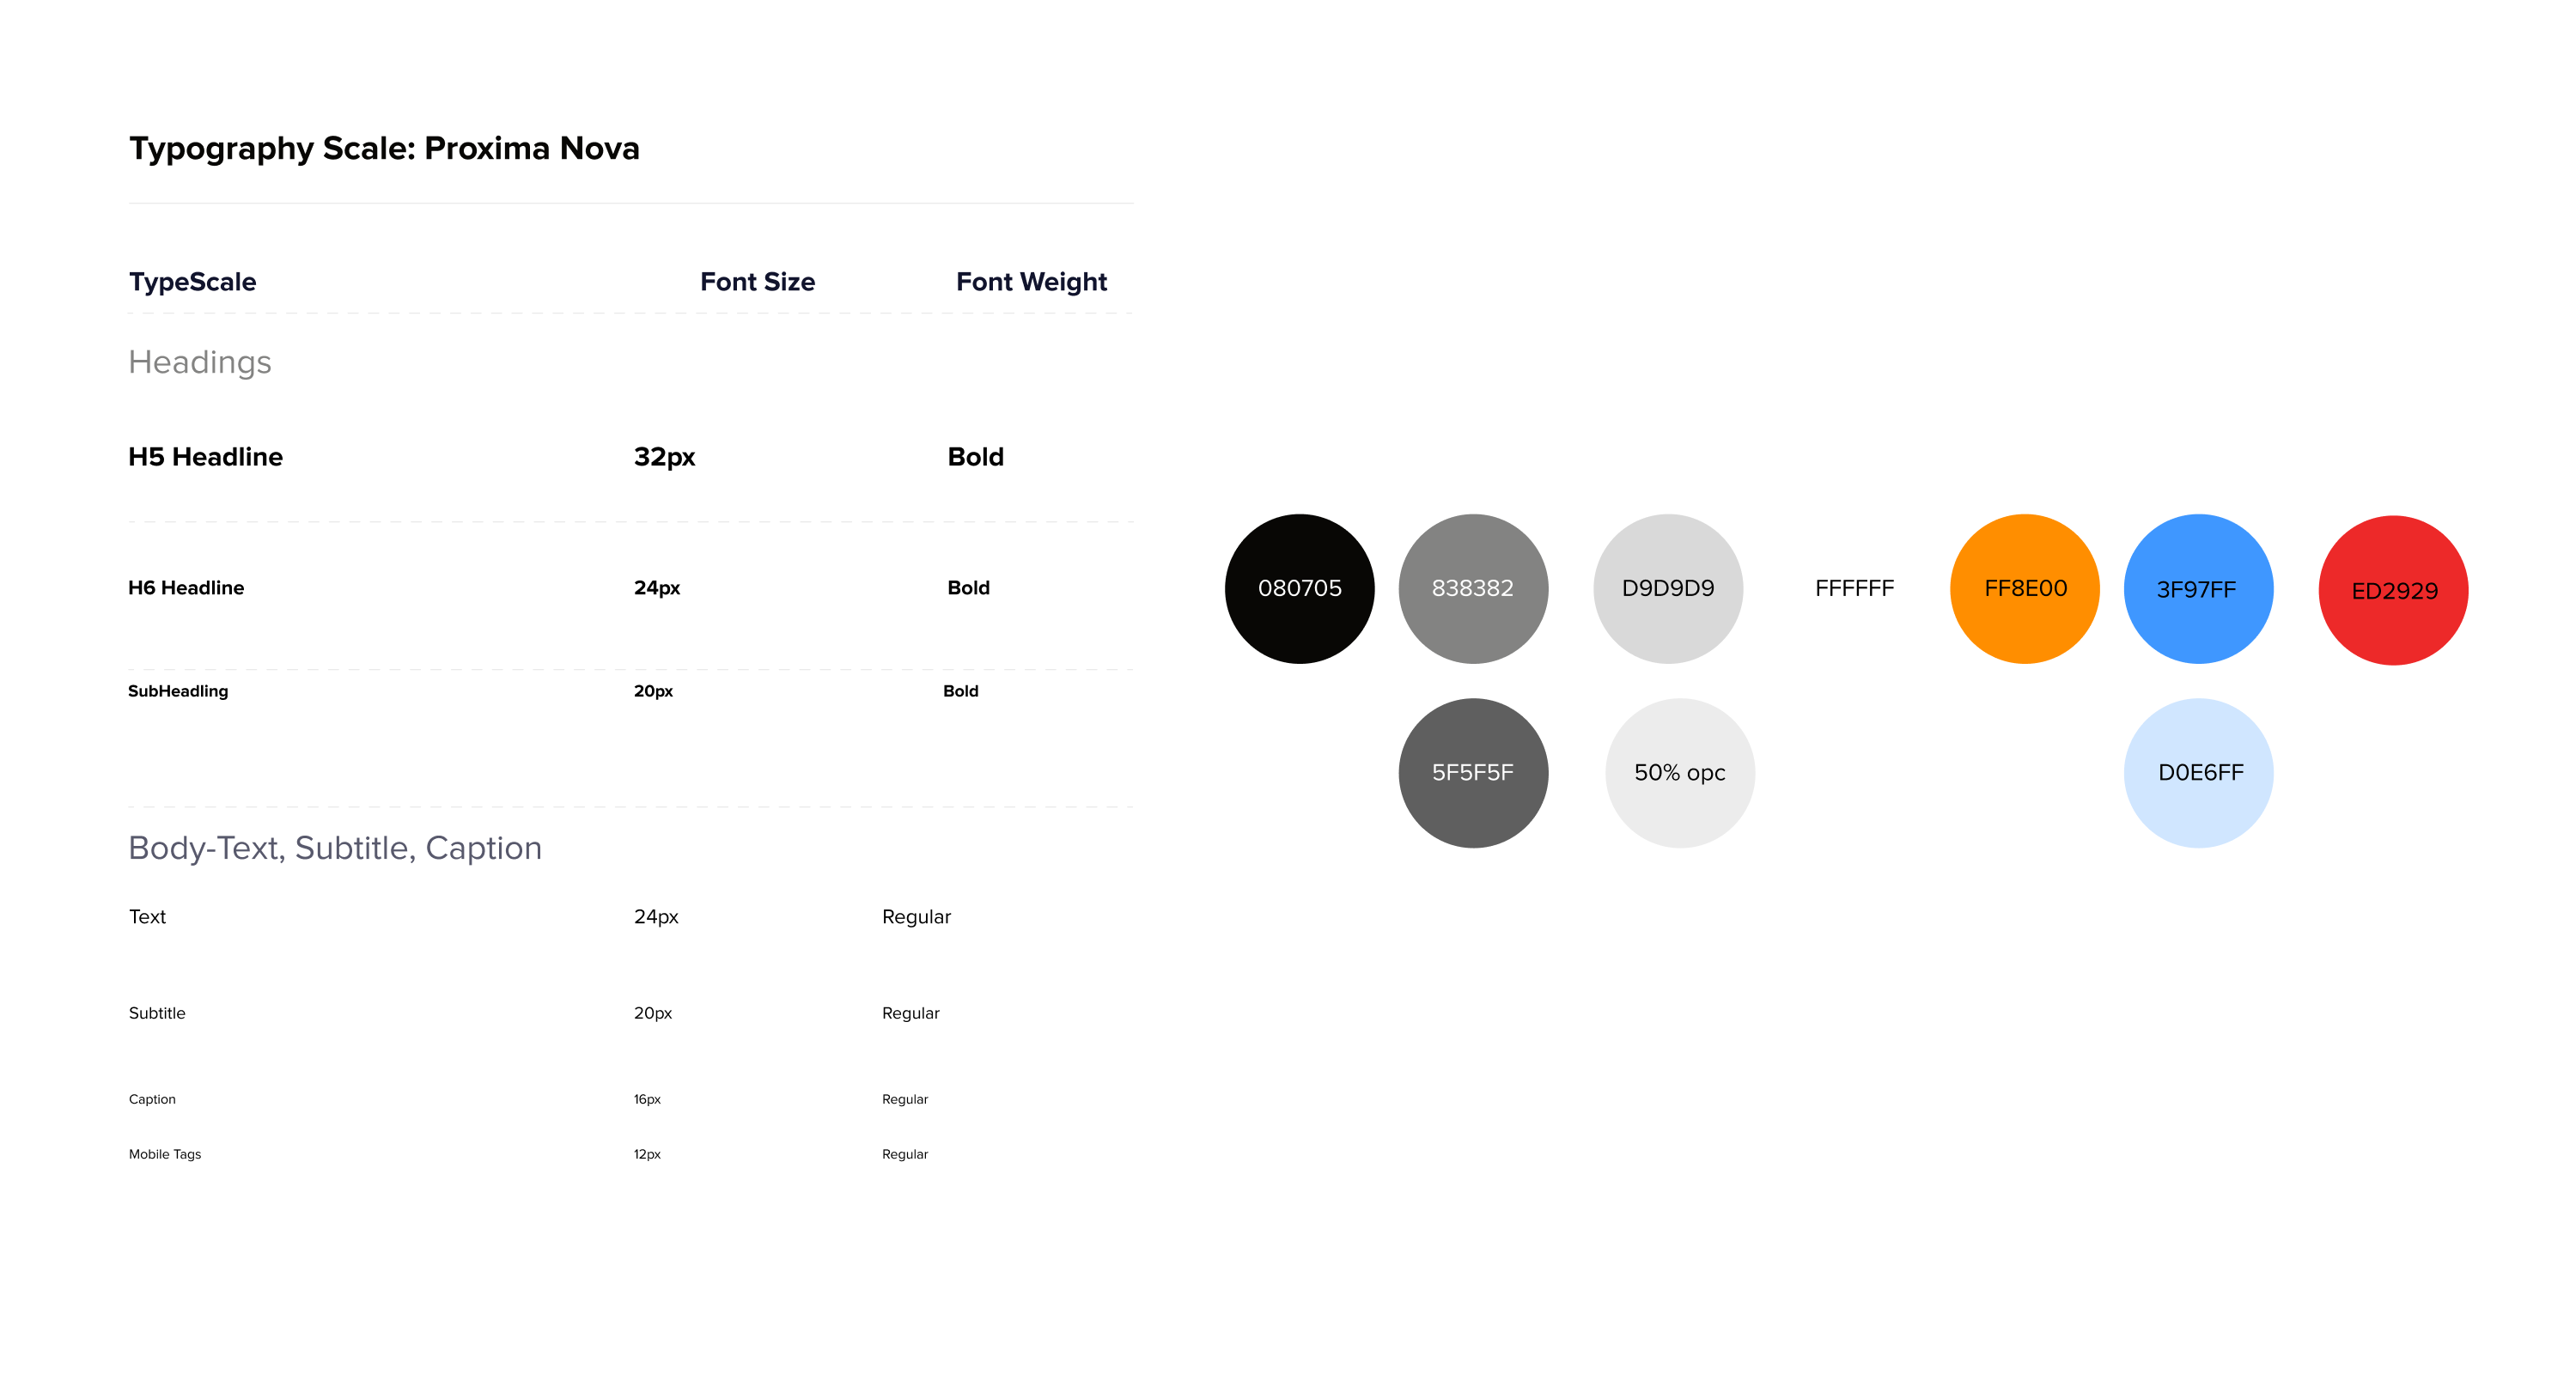 Typography Scale: Proxima Nova
TypeScale Font Size Font Weight
Headings
H5 Headline 32px Bold
H6 Headline 24px Bold
SubHeadling 20px Bold
Body-Text, Subtitle, Caption
Text 24px Regular
Subtitle 20px Regular
Caption 16px Regular
Mobile Tags 12px Regular
080705 838382 D9D9D9 FFFFFF FF8E00 3F97FF ED2929
5F5F5F 50% opc D0E6FF